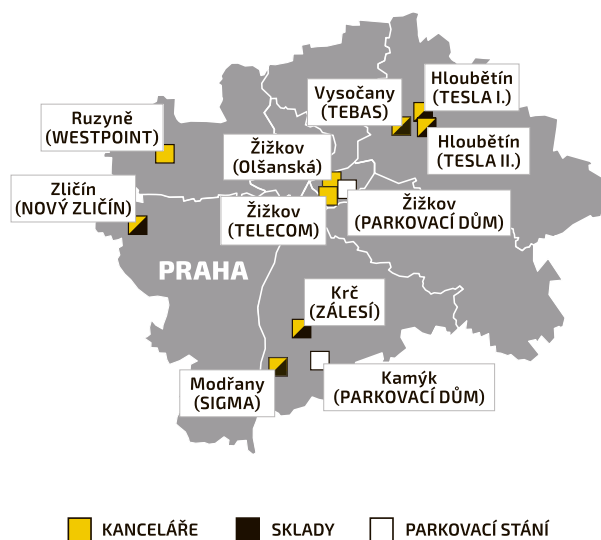 Hloubětín
(TESLA I.)
Vysočany
(TEBAS)
Ruzyně
(WESTPOINT)
Hloubětín
(TESLA II.)
Žižkov
(Olšanská)
Zličín
(NOVÝ ZLIČÍN)
Žižkov
(TELECOM)
Žižkov
(PARKOVACÍ DŮM)
PRAHA
Krč
(ZÁLESÍ)
Modřany
(SIGMA)
Kamýk
(PARKOVACÍ DŮM)
KANCELÁŘE
SKLADY
PARKOVACÍ STÁNÍ